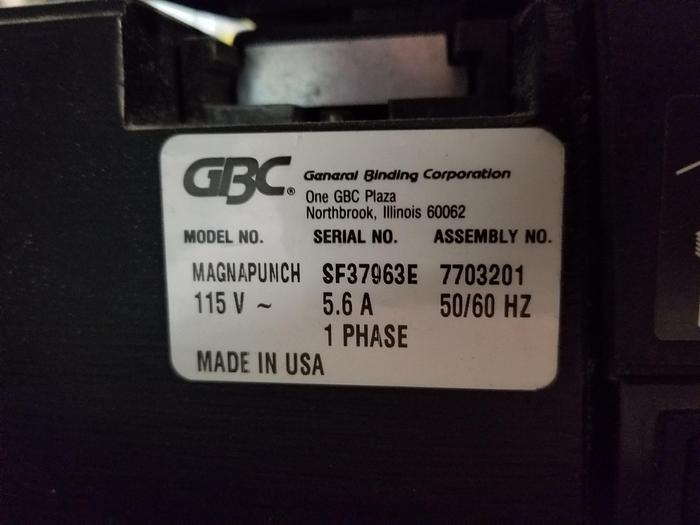 GBC® General Binding Corporation
One GBC Plaza
Northbrook, Illinois 60062
MODEL NO. SERIAL NO. ASSEMBLY NO.
MAGNAPUNCH SF37963E 7703201
115 V ~ 5.6 A 50/60 HZ
1 PHASE
MADE IN USA